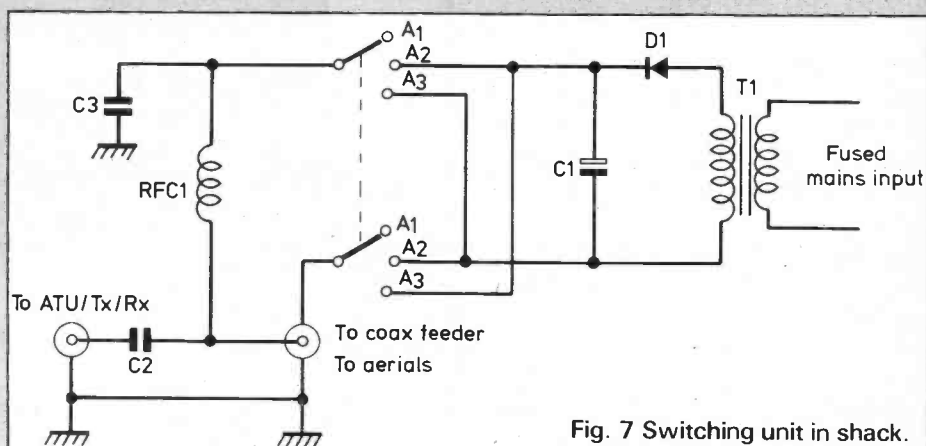 A1
A2
A3
D1
T1
C3
RFC1
C1
Fused
mains input
A1
A2
A3
To ATU/Tx/Rx
C2
To coax feeder
To aerials
Fig. 7 Switching unit in shack.